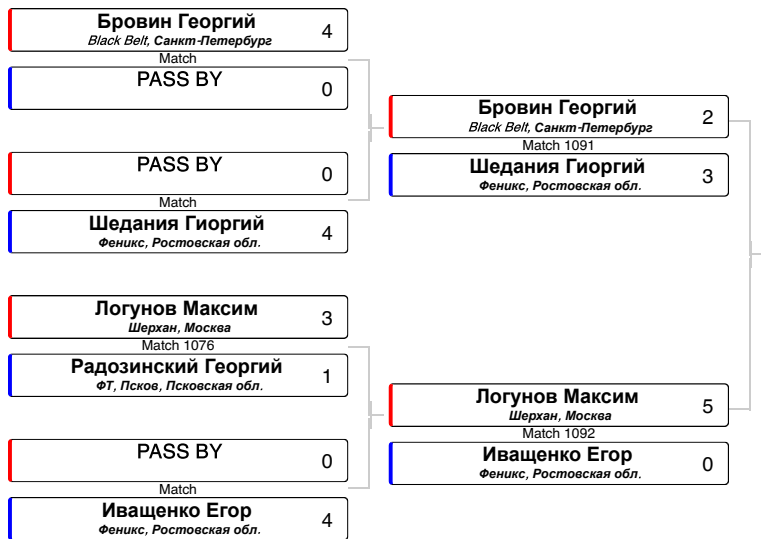 Бровин Георгий
Black Belt, Санкт-Петербург
4
Match
PASS BY
0
PASS BY
0
Match
Шедания Гиоргий
Феникс, Ростовская обл.
4
Логунов Максим
Шерхан, Москва
3
Match 1076
Радозинский Георгий
ФТ, Псков, Псковская обл.
1
PASS BY
0
Match
Иващенко Егор
Феникс, Ростовская обл.
4
Бровин Георгий
Black Belt, Санкт-Петербург
2
Match 1091
Шедания Гиоргий
Феникс, Ростовская обл.
3
Логунов Максим
Шерхан, Москва
5
Match 1092
Иващенко Егор
Феникс, Ростовская обл.
0